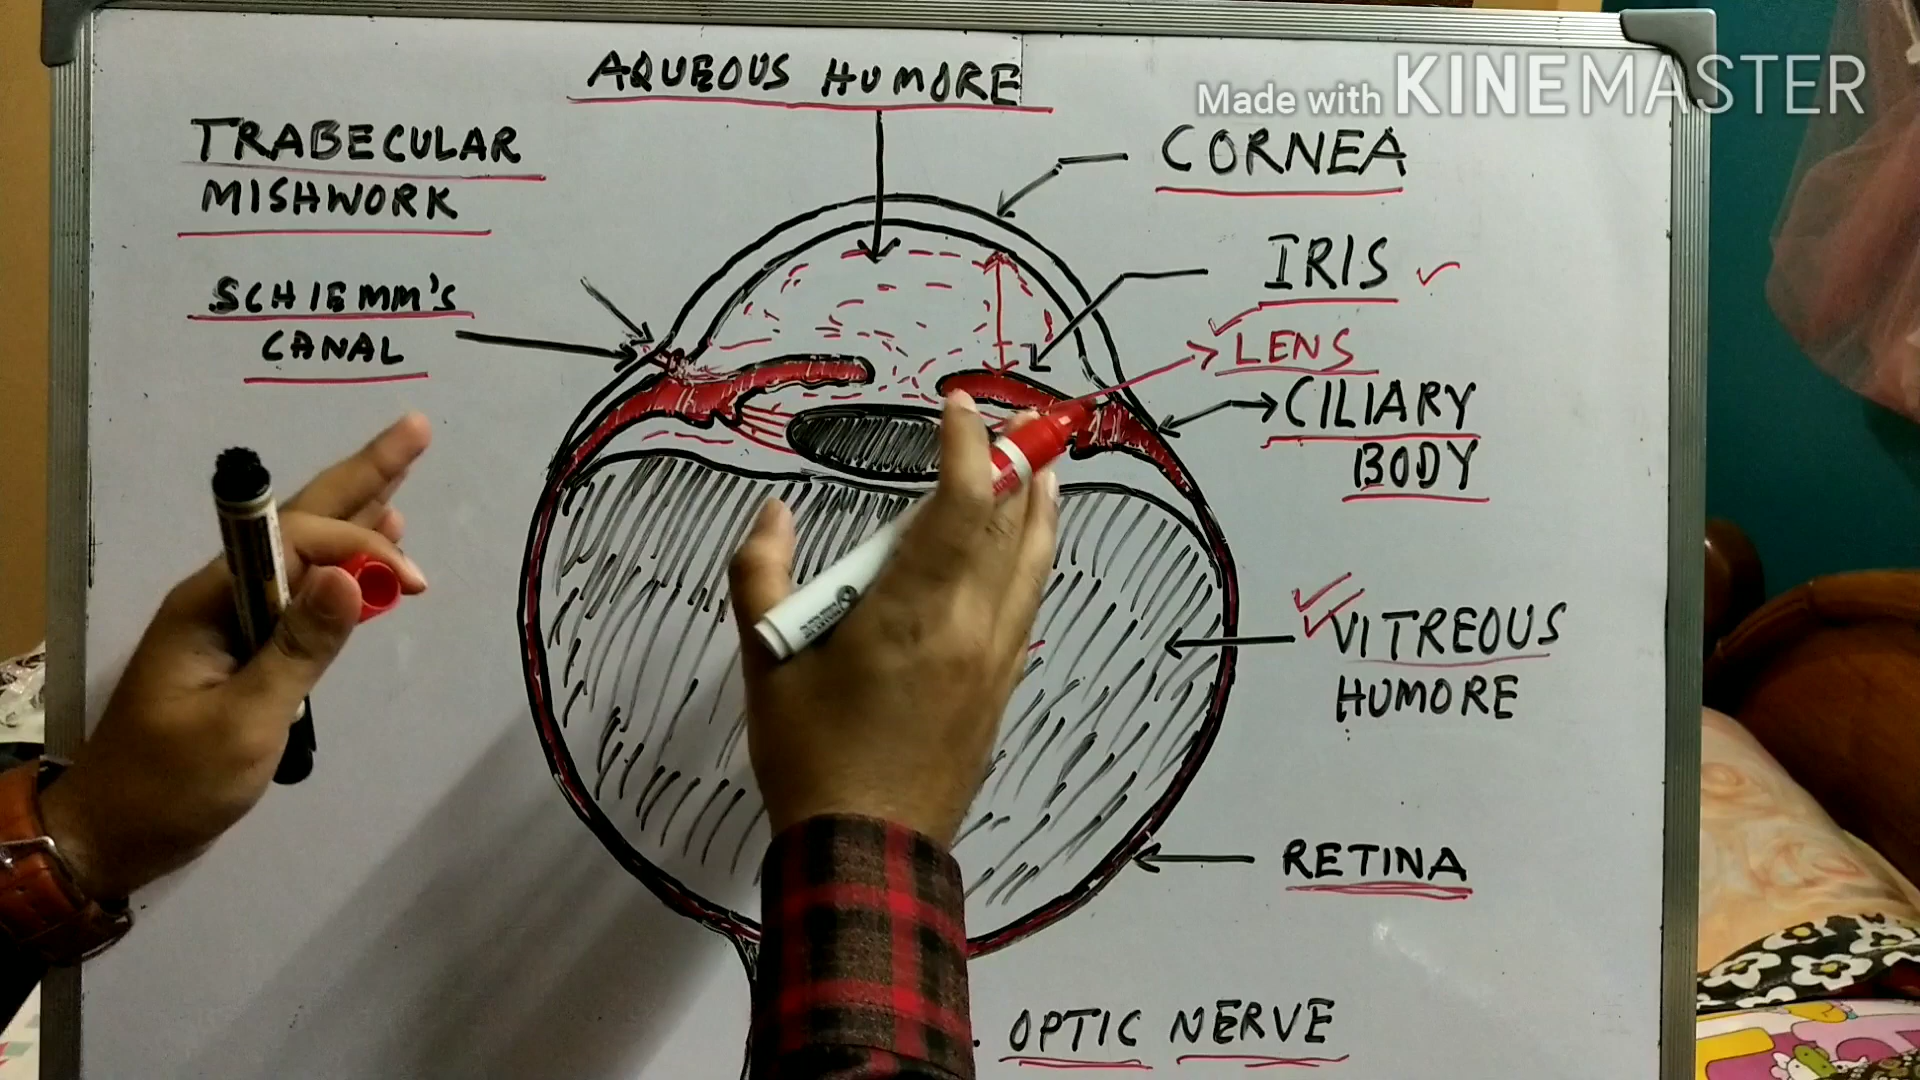 AQUEOUS HUMORE
Made with KINEMASTER
TRABECULAR
MISHWORK
CORNEA
SCHIEMM'S
CANAL
IRIS
LENS
CILIARY
BODY
VITREOUS
HUMORE
RETINA
OPTIC NERVE